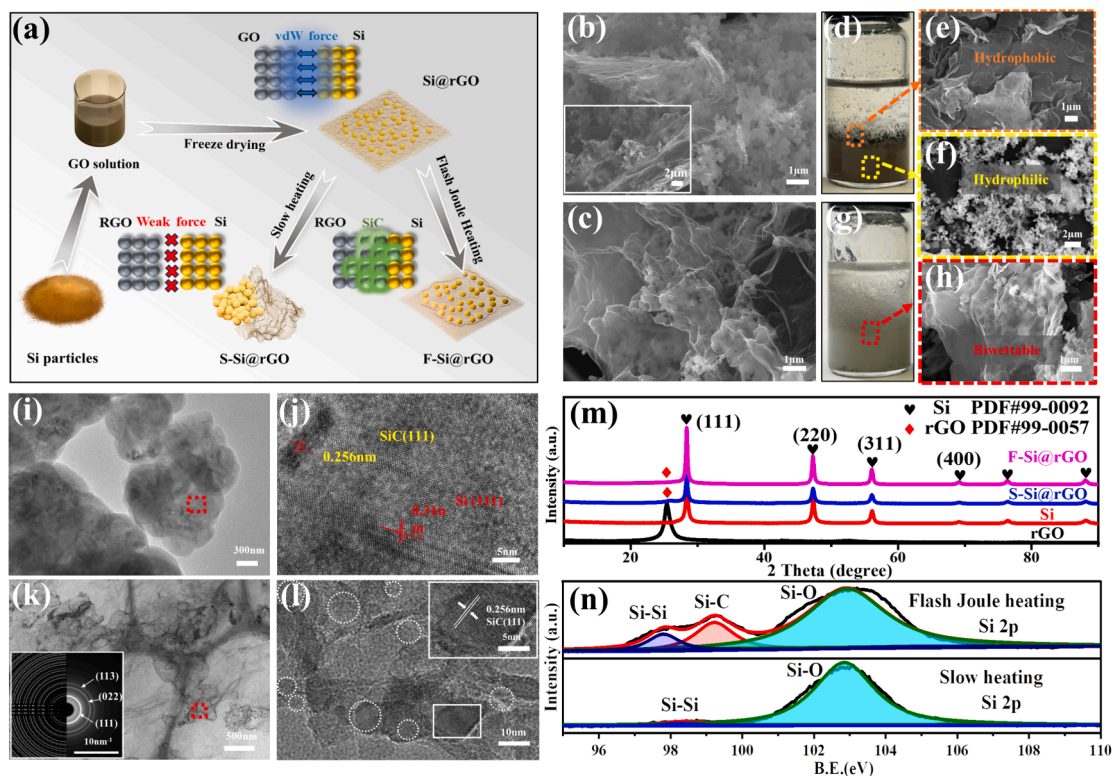 (a)
GO vdW force Si
Si@rGO
GO solution
Freeze drying
Slow heating
Flash Joule Heating
RGO Weak force Si
RGO SiC Si
Si particles
S-Si@rGO
F-Si@rGO
(b)
2μm
1μm
(c)
1μm
(d)
(e)
Hydrophobic
1μm
(f)
Hydrophilic
2μm
(g)
(h)
Biwettable
1μm
(i)
300nm
(j)
SiC(111)
0.256nm
Si (111)
0.31n
m
5nm
(k)
(113)
(022)
(111)
10nm-1
500nm
(l)
0.256nm
SiC(111)
5nm
10nm
(m)
Si PDF#99-0092
rGO PDF#99-0057
(111)
(220)
(311)
(400)
F-Si@rGO
S-Si@rGO
Si
rGO
Intensity (a.u.)
20 40 60 80
2 Theta (degree)
(n)
Si-Si
Si-C
Si-O
Flash Joule heating
Si 2p
Si-Si
Si-O
Slow heating
Si 2p
Intensity (a.u.)
96 98 100 102 104 106 108 110
B.E.(eV)